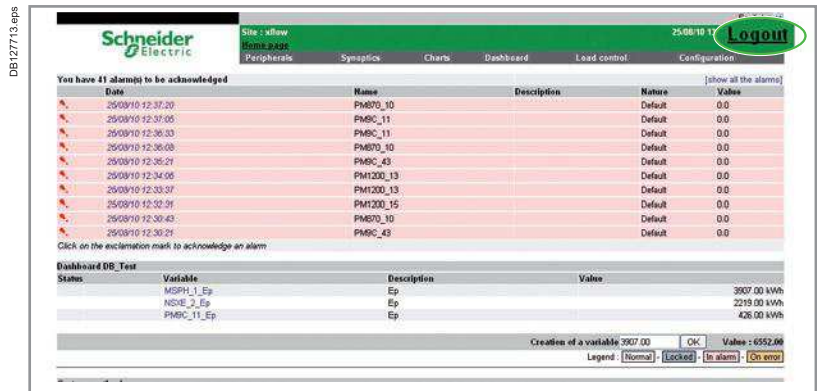 DB127713.eps
Schneider Electric
Site : xflow
25/08/10 12
Logout
Home page
Peripherals Synoptics Charts Dashboard Load control Configuration
You have 41 alarm(s) to be acknowledged [show all the alarms]
Date Name Description Nature Value
25/08/10 12:37:20 PM870_10 Default 0.0
25/08/10 12:37:05 PM9C_11 Default 0.0
25/08/10 12:36:33 PM9C_11 Default 0.0
25/08/10 12:36:08 PM870_10 Default 0.0
25/08/10 12:35:21 PM9C_43 Default 0.0
25/08/10 12:34:06 PM1200_13 Default 0.0
25/08/10 12:33:37 PM1200_13 Default 0.0
25/08/10 12:32:31 PM1200_15 Default 0.0
25/08/10 12:30:43 PM870_10 Default 0.0
25/08/10 12:30:21 PM9C_43 Default 0.0
Click on the exclamation mark to acknowledge an alarm
Dashboard DB_Test
Status Variable Description Value
MSPH_1_Ep Ep 3907.00 kWh
NSXE_2_Ep Ep 2219.00 kWh
PM9C_11_Ep Ep 426.00 kWh
Creation of a variable 3907.00 OK Value : 6552.00
Legend : Normal - Locked - In alarm - On error